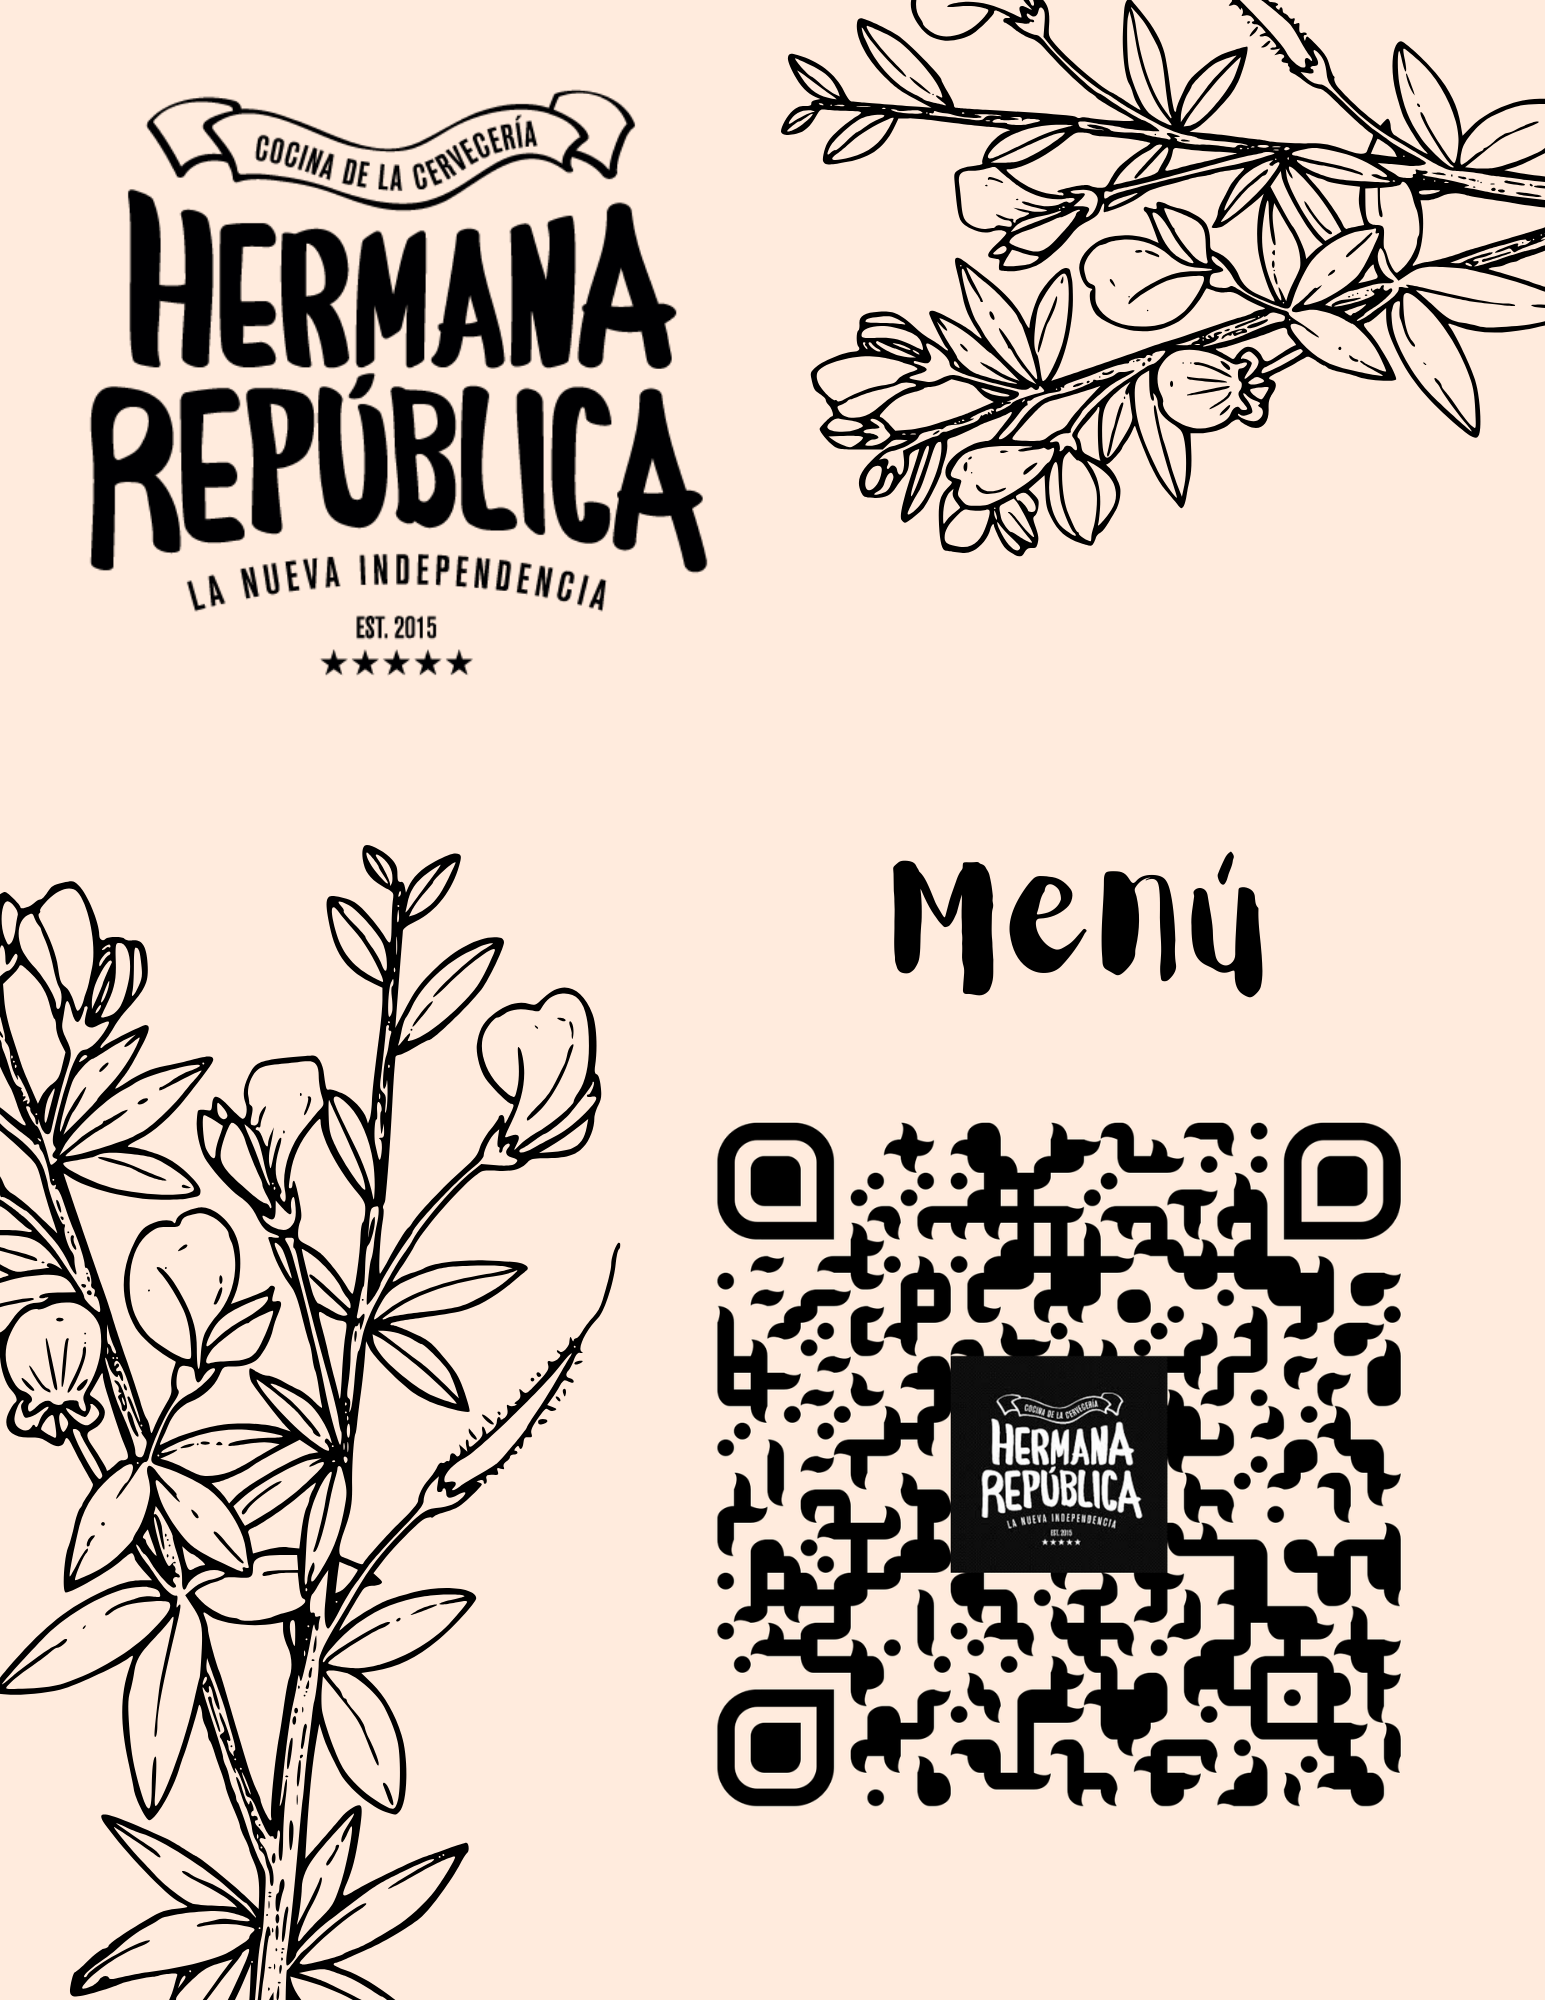 COCINA DE LA CERVECERÍA
HERMANA
REPÚBLICA
LA NUEVA INDEPENDENCIA
EST. 2015
Menú
COCINA DE LA CERVECERÍA
HERMANA
REPÚBLICA
LA NUEVA INDEPENDENCIA
EST. 2015